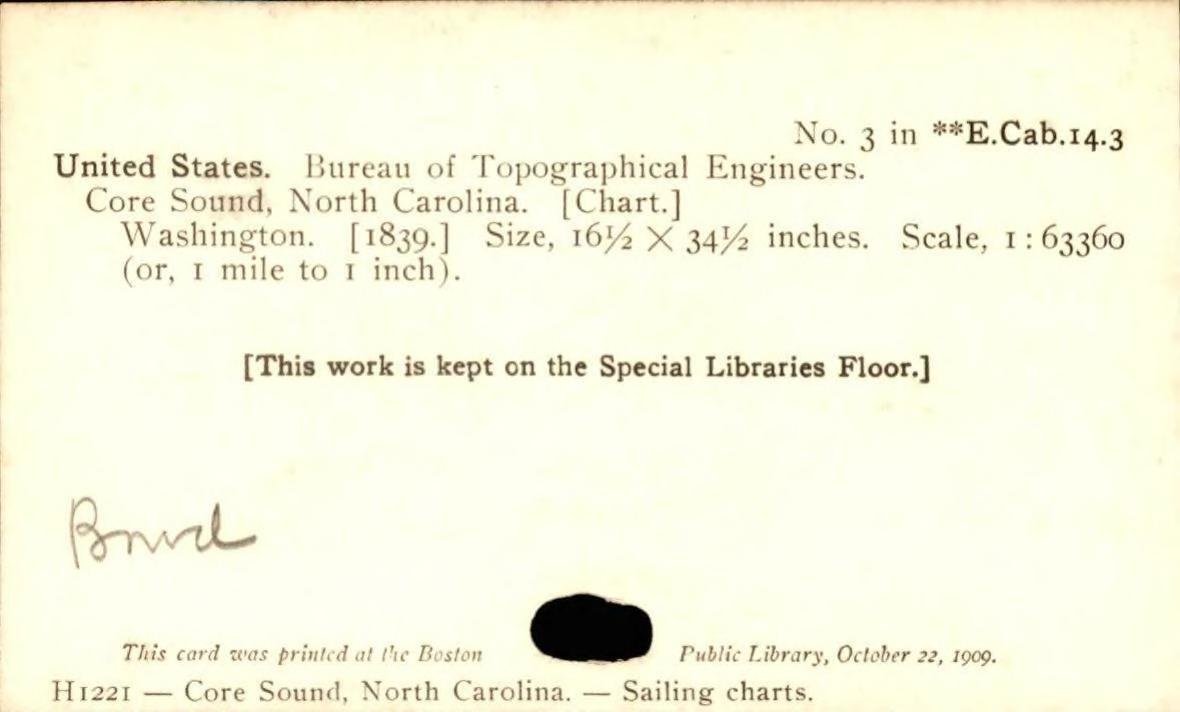 No. 3 in **E.Cab.14.3
United States. Bureau of Topographical Engineers.
Core Sound, North Carolina. [Chart.]
Washington. [1839.] Size, 16½ X 34½ inches. Scale, 1 : 63360
(or, 1 mile to 1 inch).
[This work is kept on the Special Libraries Floor.]
This card was printed at the Boston Public Library, October 22, 1909.
H1221 — Core Sound, North Carolina. — Sailing charts.